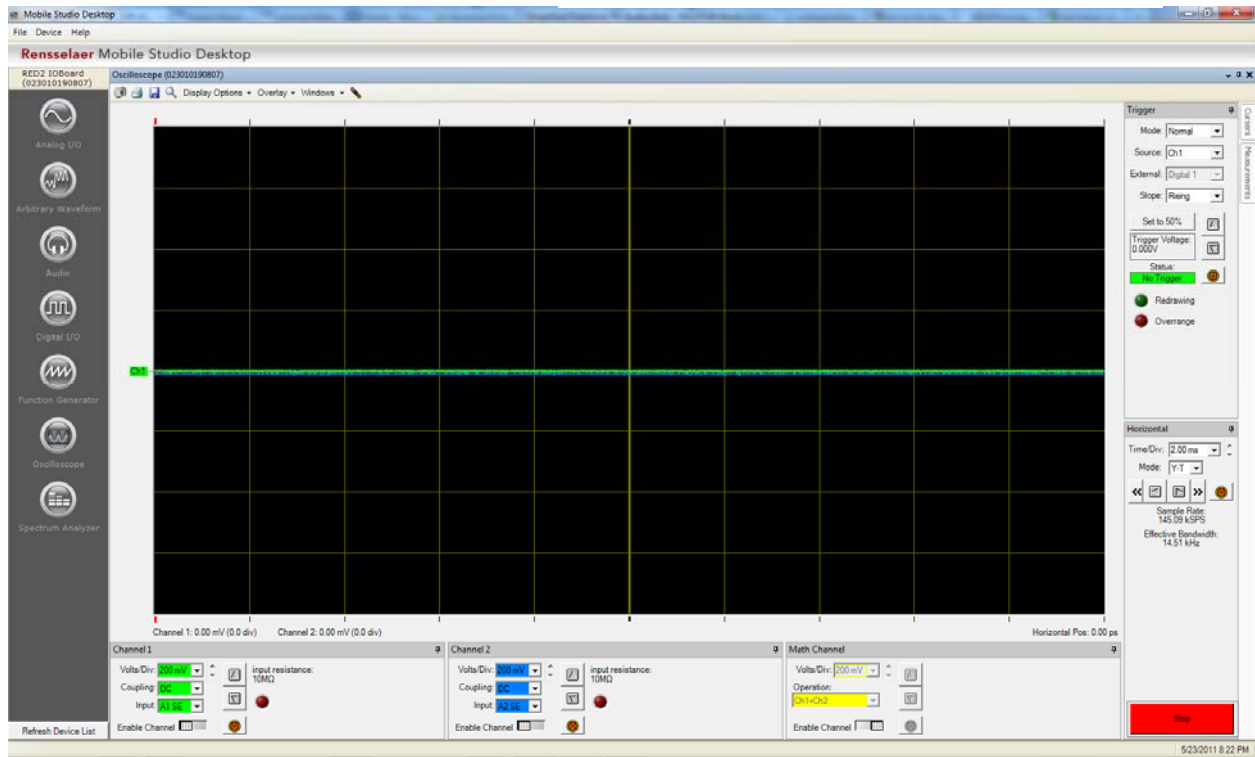 Mobile Studio Desktop
File Device Help
Rensselaer Mobile Studio Desktop
RED2 IOBoard
(023010190807)
Oscilloscope (023010190807)
Display Options Overlay Windows
Analog I/O
Arbitrary Waveform
Audio
Digital I/O
Function Generator
Oscilloscope
Spectrum Analyzer
Refresh Device List
Ch1
Channel 1: 0.00 mV (0.0 div) Channel 2: 0.00 mV (0.0 div) Horizontal Pos: 0.00 ps
Trigger
Mode: Normal
Source: Ch1
External: Digital 1
Slope: Rising
Set to 50%
Trigger Voltage:
0.000V
Status:
No Trigger
Redrawing
Overrange
Cursors
Measurements
Horizontal
Time/Div: 2.00 ms
Mode: Y-T
Sample Rate:
145.09 kSPS
Effective Bandwidth:
14.51 kHz
Stop
Channel 1
Volts/Div: 200 mV
Coupling: DC
Input: A1 SE
input resistance:
10MΩ
Enable Channel
Channel 2
Volts/Div: 200 mV
Coupling: DC
Input: A2 SE
input resistance:
10MΩ
Enable Channel
Math Channel
Volts/Div: 200 mV
Operation:
Ch1+Ch2
Enable Channel
5/23/2011 8:22 PM